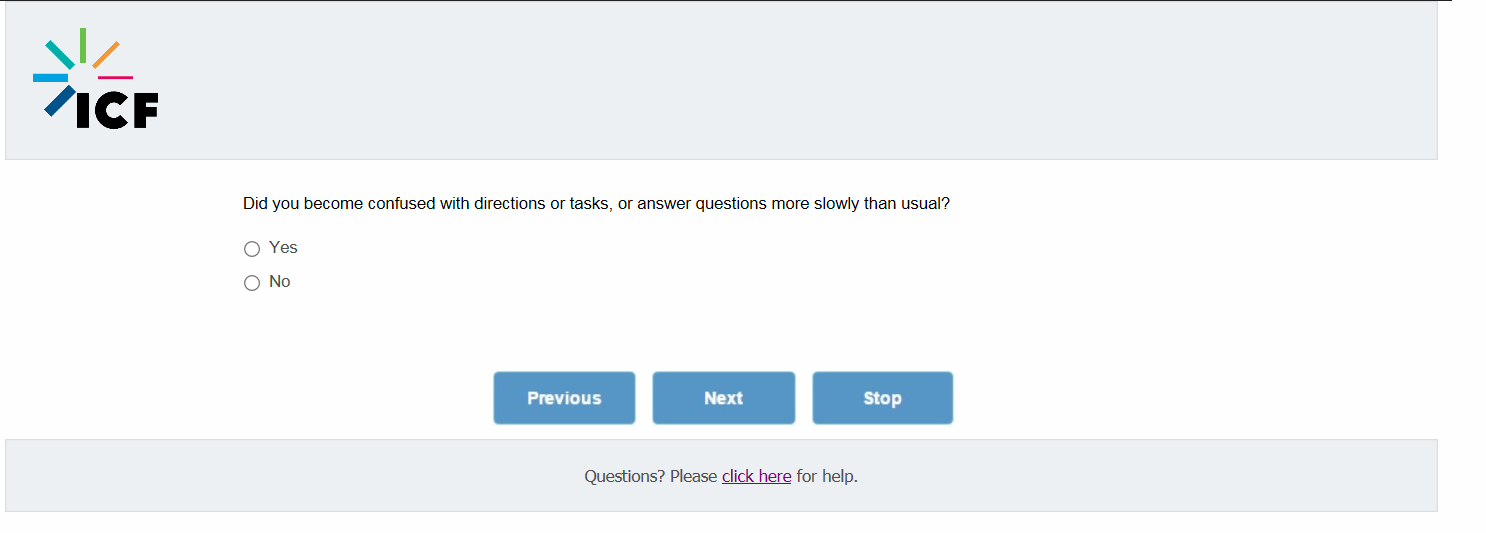 ICF
Did you become confused with directions or tasks, or answer questions more slowly than usual?
Yes
No
Previous
Next
Stop
Questions? Please click here for help.